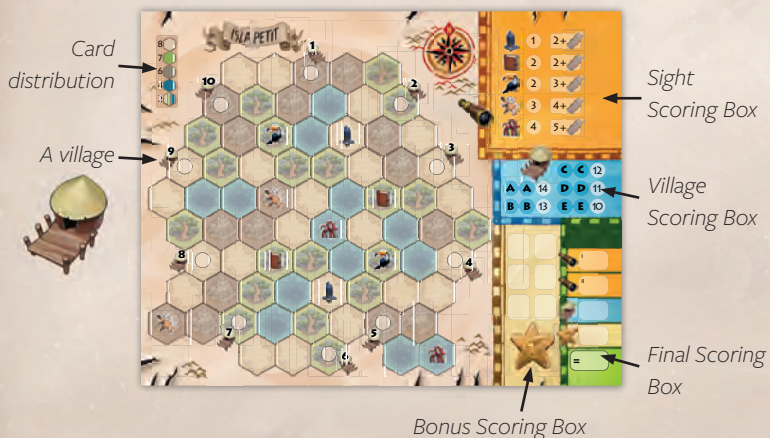 Card
distribution
A village
8
7
6
4
ISLA PETIT
1
10
2
9
3
8
4
7
6
5
1 2+
2 2+
2 3+
3 4+
4 5+
Sight
Scoring Box
C C 12
A A 14 D D 11
B B 13 E E 10
Village
Scoring Box
I
II
=
Final Scoring
Box
Bonus Scoring Box